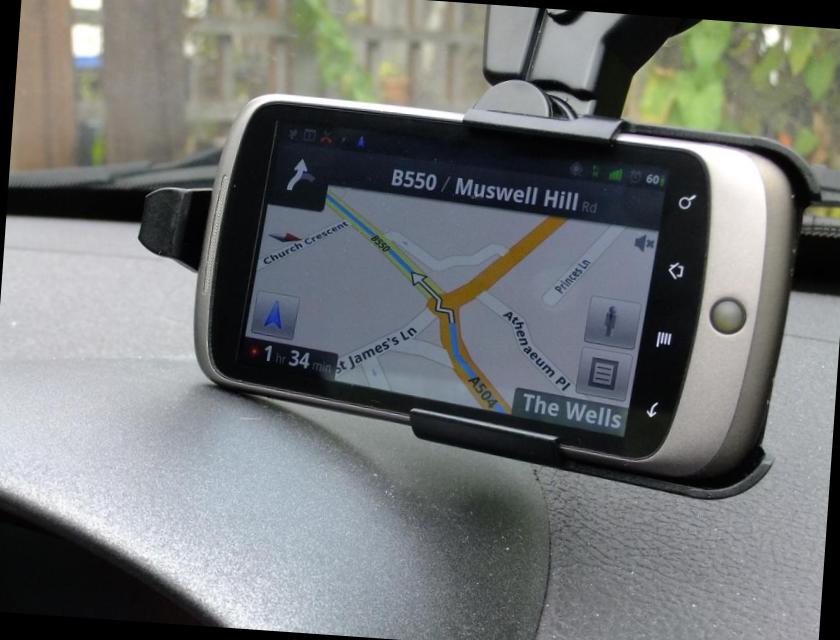 60
B550 / Muswell Hill Rd
Church Crescent
B550
Princes Ln
1 hr 34 min
St James's Ln
Athenaeum Pl
A504
The Wells